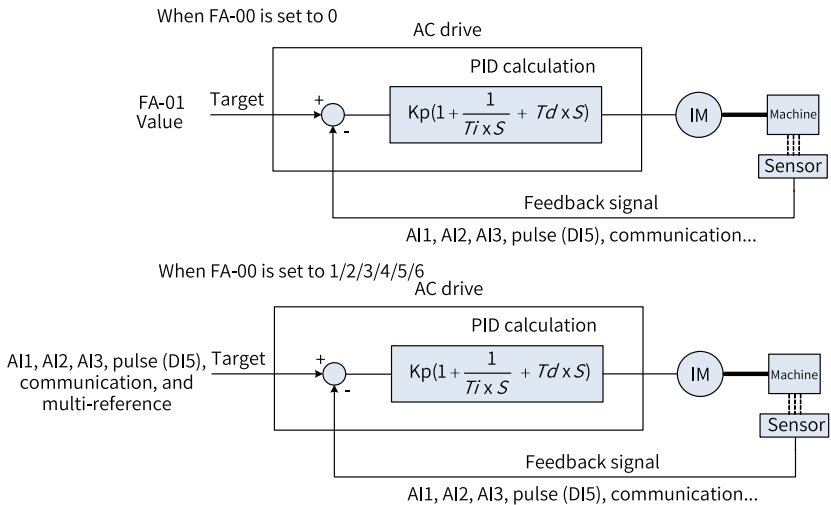 When FA-00 is set to 0
AC drive
PID calculation
FA-01
Value
Target
+
-
Kp(1 + 1/(Ti x S) + Td x S)
IM
Machine
Sensor
Feedback signal
AI1, AI2, AI3, pulse (DI5), communication...
When FA-00 is set to 1/2/3/4/5/6
AC drive
PID calculation
AI1, AI2, AI3, pulse (DI5),
communication, and
multi-reference
Target
+
-
Kp(1 + 1/(Ti x S) + Td x S)
IM
Machine
Sensor
Feedback signal
AI1, AI2, AI3, pulse (DI5), communication...